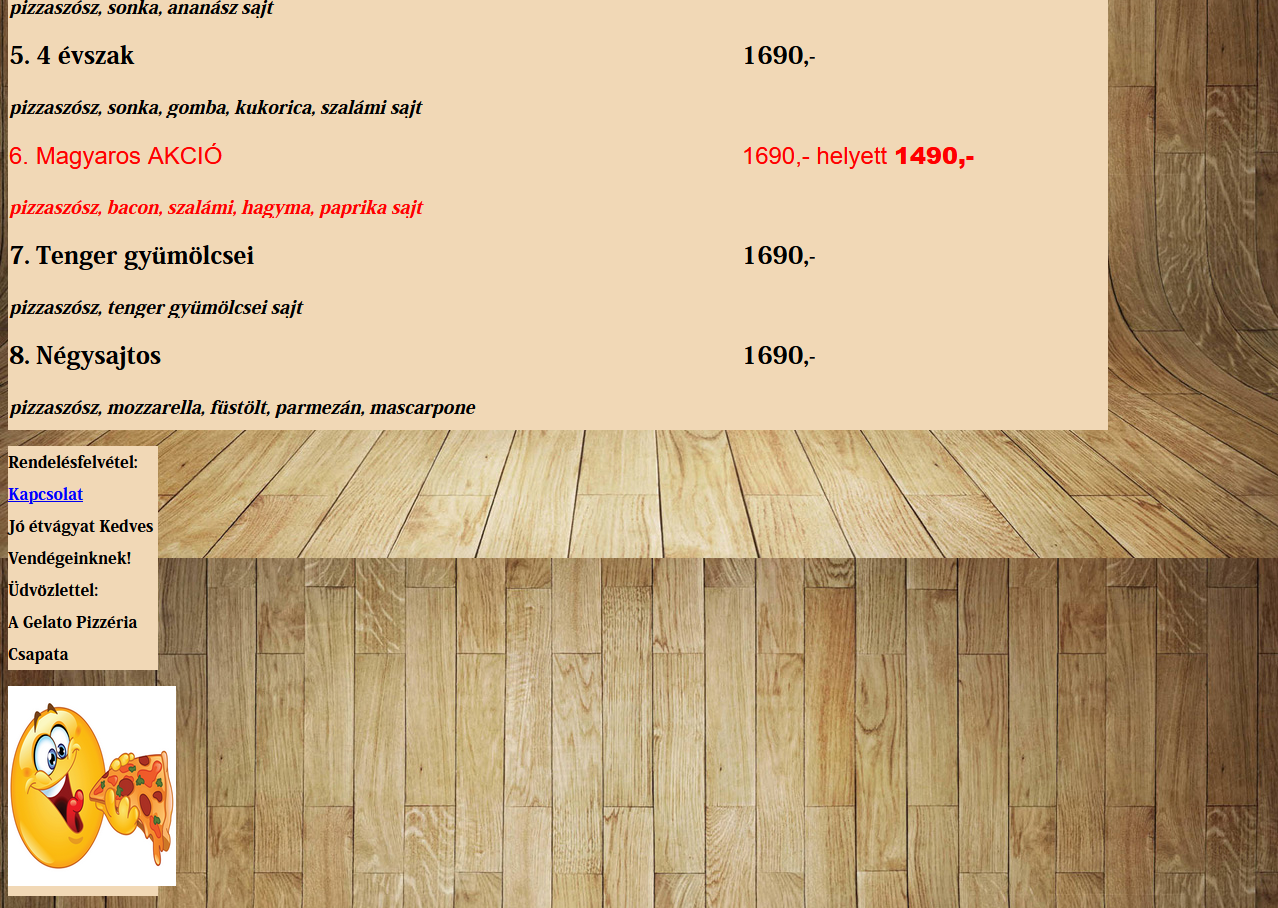 pizzaszósz, sonka, ananász sajt
5. 4 évszak 1690,-
pizzaszósz, sonka, gomba, kukorica, szalámi sajt
6. Magyaros AKCIÓ 1690,- helyett 1490,-
pizzaszósz, bacon, szalámi, hagyma, paprika sajt
7. Tenger gyümölcsei 1690,-
pizzaszósz, tenger gyümölcsei sajt
8. Négysajtos 1690,-
pizzaszósz, mozzarella, füstölt, parmezán, mascarpone
Rendelésfelvétel:
Kapcsolat
Jó étvágyat Kedves
Vendégeinknek!
Üdvözlettel:
A Gelato Pizzéria
Csapata